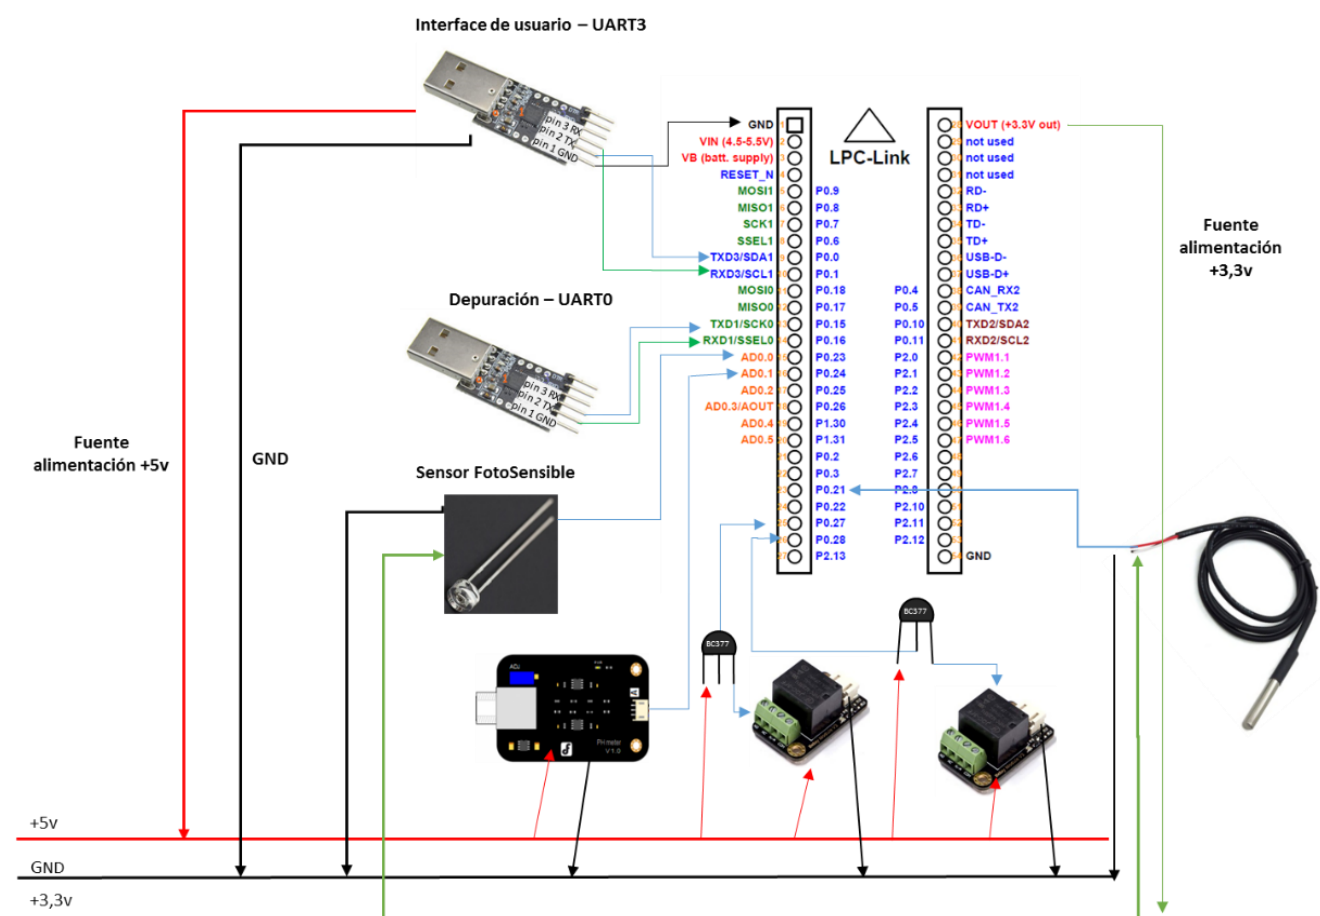 Interface de usuario – UART3
pin 3 RX
pin 2 TX
pin 1 GND
Depuración – UART0
pin 3 RX
pin 2 TX
pin 1 GND
Fuente
alimentación +5v
GND
Sensor FotoSensible
LPC-Link
GND
VIN (4.5-5.5V)
VB (batt. supply)
RESET_N
MOSI1 P0.9
MISO1 P0.8
SCK1 P0.7
SSEL1 P0.6
TXD3/SDA1 P0.0
RXD3/SCL1 P0.1
MOSI0 P0.18
MISO0 P0.17
TXD1/SCK0 P0.15
RXD1/SSEL0 P0.16
AD0.0 P0.23
AD0.1 P0.24
AD0.2 P0.25
AD0.3/AOUT P0.26
AD0.4 P1.30
AD0.5 P1.31
P0.2
P0.3
P0.21
P0.22
P0.27
P0.28
P2.13
VOUT (+3.3V out)
not used
not used
not used
RD-
RD+
TD-
TD+
USB-D-
USB-D+
P0.4 CAN_RX2
P0.5 CAN_TX2
P0.10 TXD2/SDA2
P0.11 RXD2/SCL2
P2.0 PWM1.1
P2.1 PWM1.2
P2.2 PWM1.3
P2.3 PWM1.4
P2.4 PWM1.5
P2.5 PWM1.6
P2.6
P2.7
P2.8
P2.10
P2.11
P2.12
GND
Fuente
alimentación
+3,3v
BC377
BC377
ADJ
A
PH meter
V1.0
+5v
GND
+3,3v